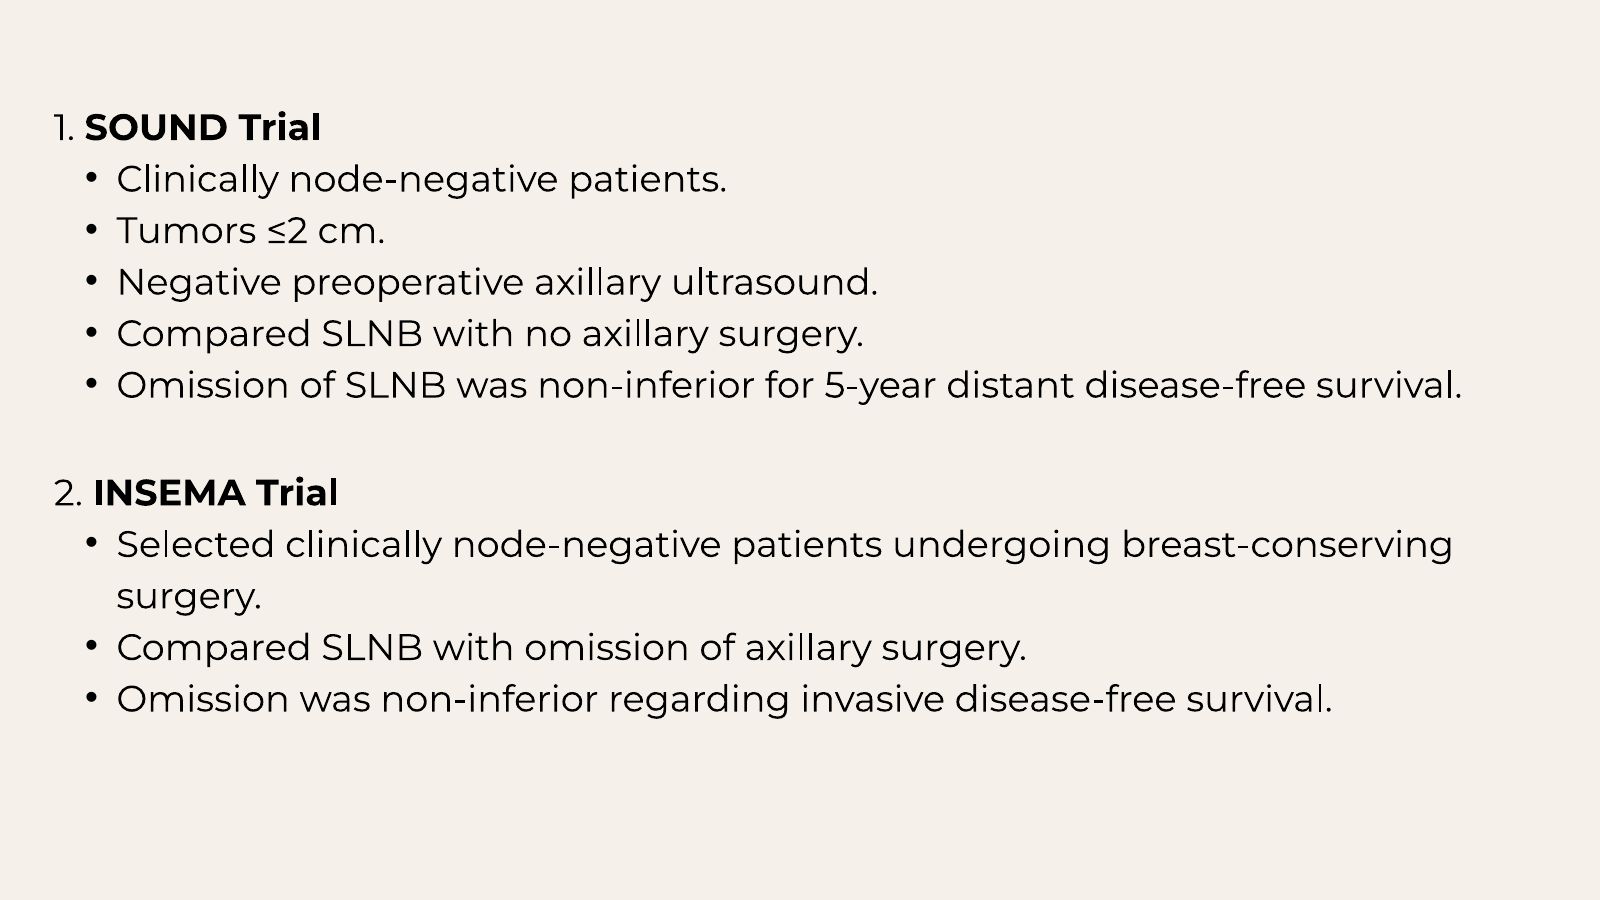 1. SOUND Trial
• Clinically node-negative patients.
• Tumors ≤2 cm.
• Negative preoperative axillary ultrasound.
• Compared SLNB with no axillary surgery.
• Omission of SLNB was non-inferior for 5-year distant disease-free survival.
2. INSEMA Trial
• Selected clinically node-negative patients undergoing breast-conserving
surgery.
• Compared SLNB with omission of axillary surgery.
• Omission was non-inferior regarding invasive disease-free survival.